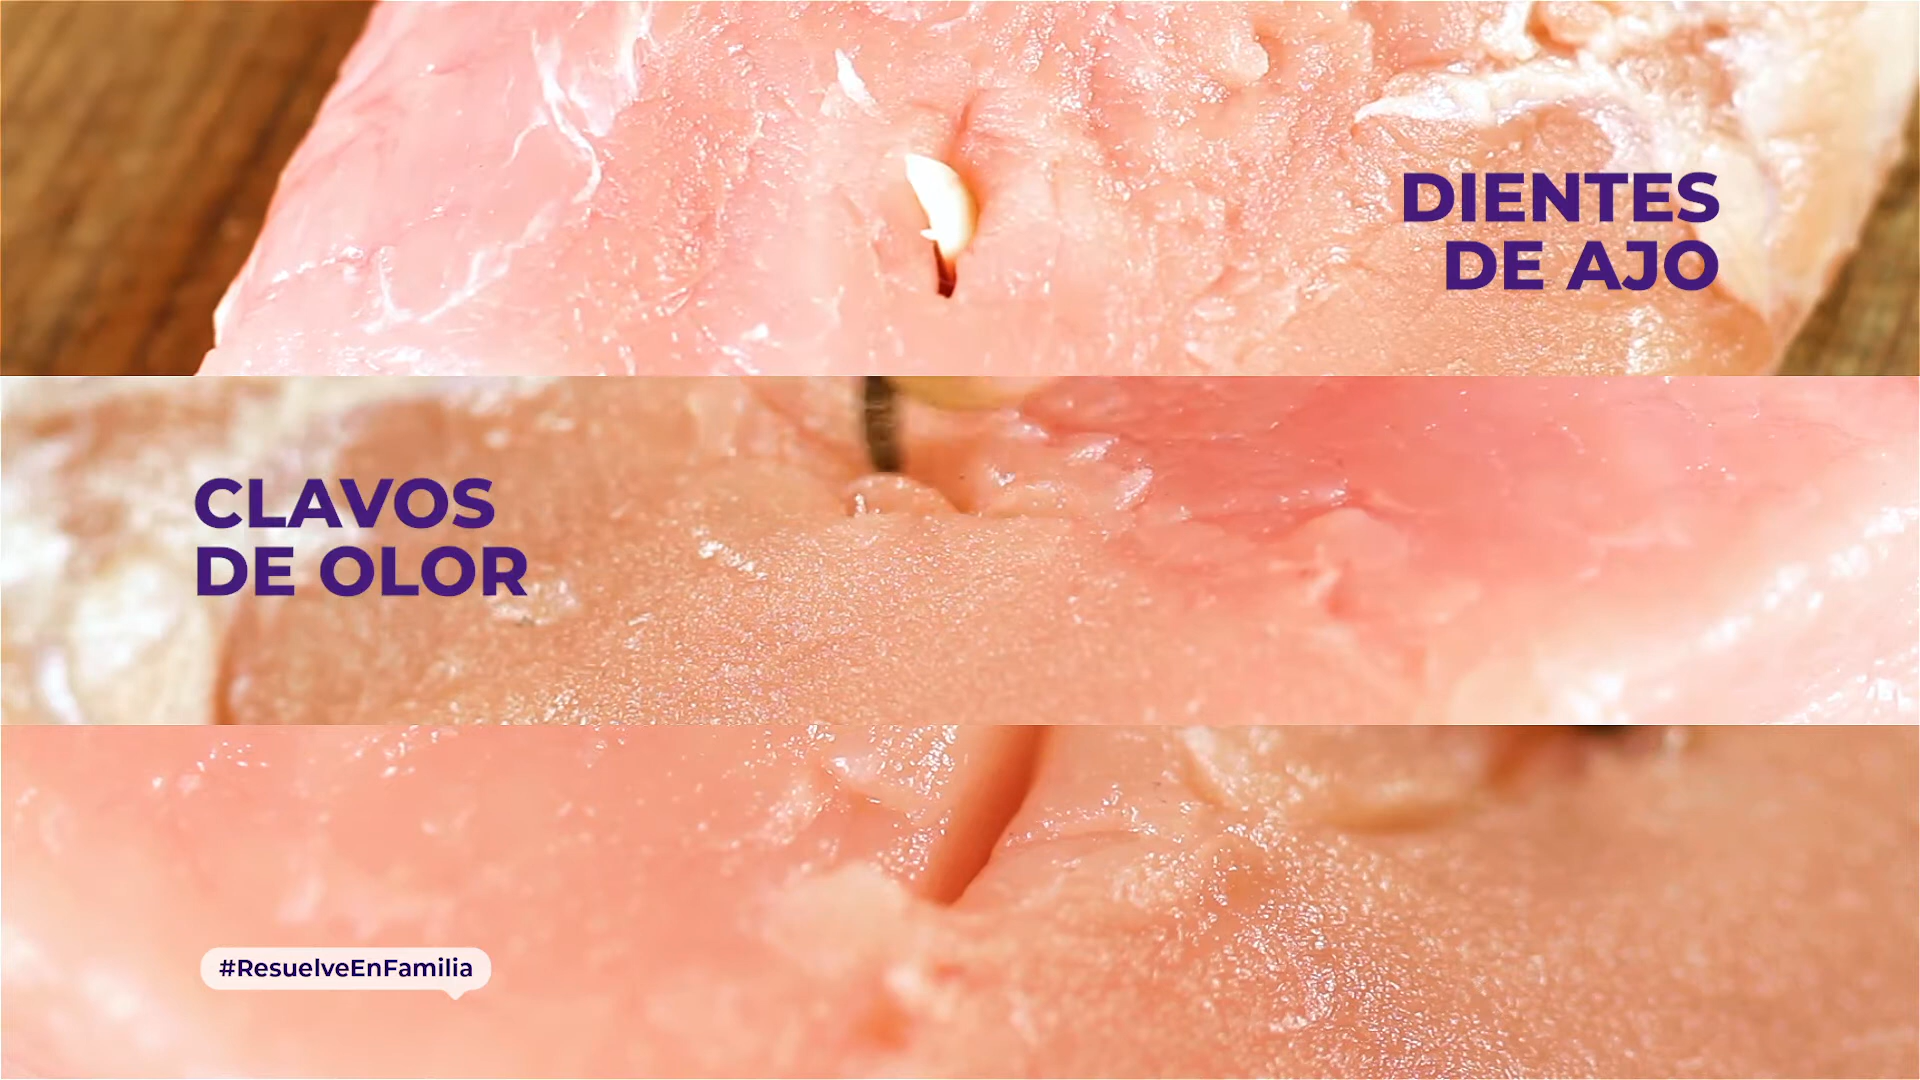 DIENTES
DE AJO
CLAVOS
DE OLOR
#ResuelveEnFamilia